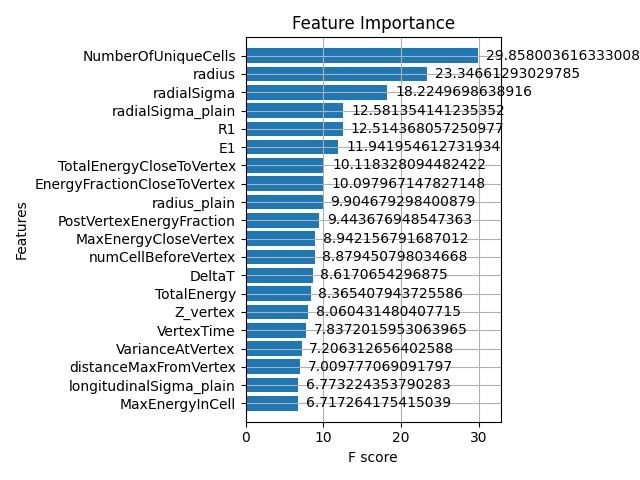 Feature Importance
NumberOfUniqueCells 29.858003616333008
radius 23.34661293029785
radialSigma 18.2249698638916
radialSigma_plain 12.581354141235352
R1 12.514368057250977
E1 11.941954612731934
TotalEnergyCloseToVertex 10.118328094482422
EnergyFractionCloseToVertex 10.097967147827148
radius_plain 9.904679298400879
PostVertexEnergyFraction 9.443676948547363
MaxEnergyCloseVertex 8.942156791687012
numCellBeforeVertex 8.879450798034668
DeltaT 8.6170654296875
TotalEnergy 8.365407943725586
Z_vertex 8.060431480407715
VertexTime 7.8372015953063965
VarianceAtVertex 7.206312656402588
distanceMaxFromVertex 7.009777069091797
longitudinalSigma_plain 6.773224353790283
MaxEnergyInCell 6.717264175415039
Features
0 10 20 30
F score